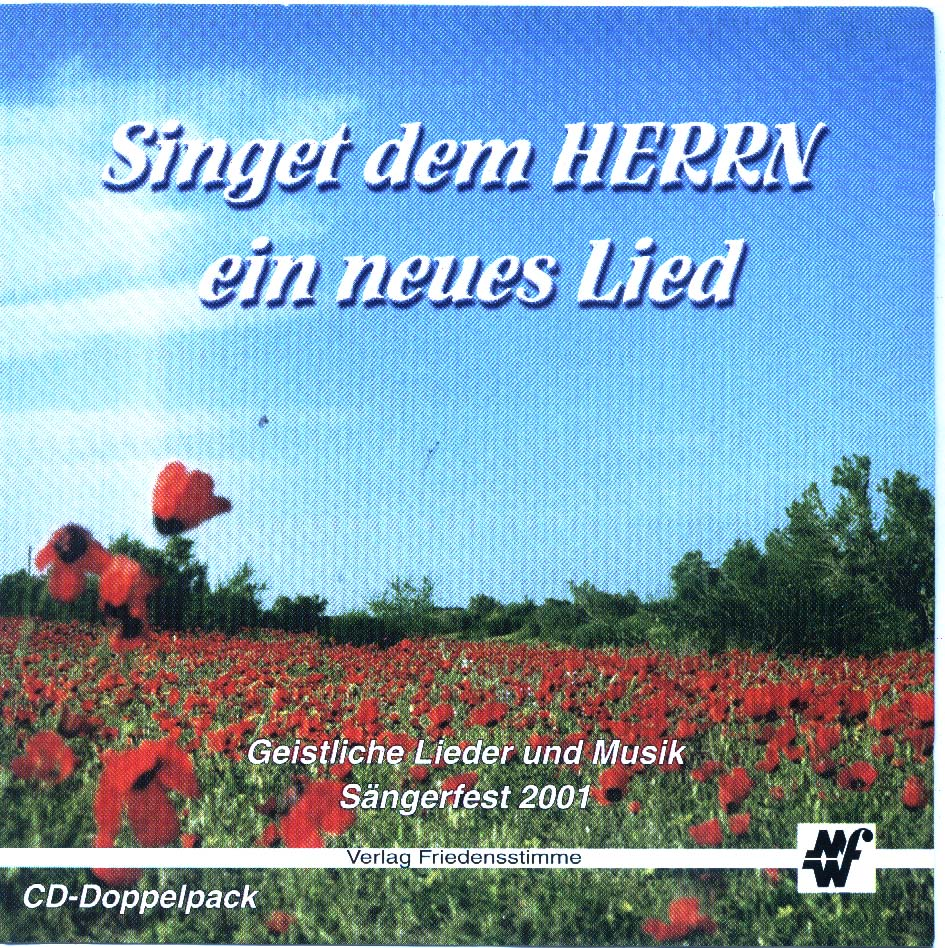 Singet dem HERRN
ein neues Lied
Geistliche Lieder und Musik
Sängerfest 2001
Verlag Friedensstimme
CD-Doppelpack